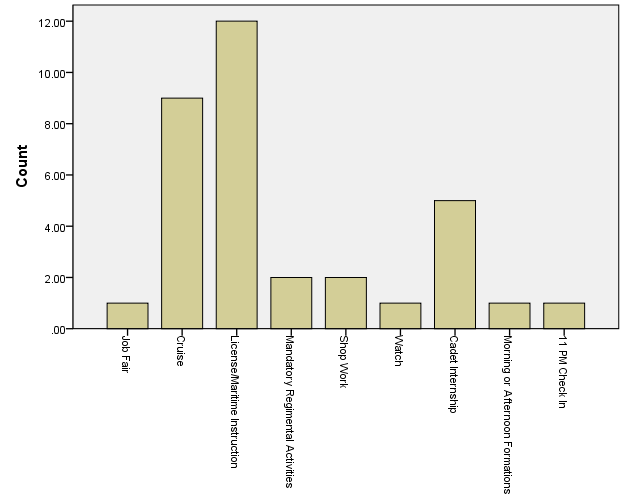 12.00
10.00
8.00
6.00
4.00
2.00
.00
Count
Job Fair
Cruise
License/Maritime Instruction
Mandatory Regimental Activities
Shop Work
Watch
Cadet Internship
Morning or Afternoon Formations
11 PM Check In